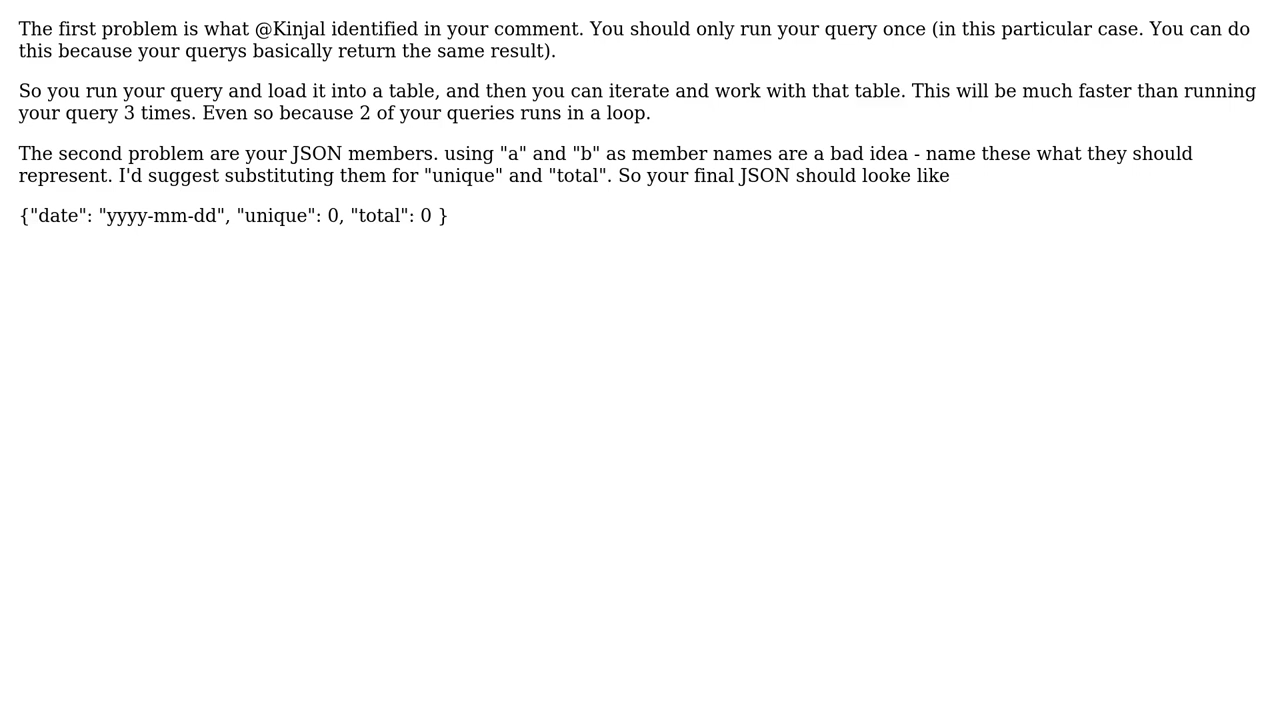 The first problem is what @Kinjal identified in your comment. You should only run your query once (in this particular case. You can do
this because your querys basically return the same result).
So you run your query and load it into a table, and then you can iterate and work with that table. This will be much faster than running
your query 3 times. Even so because 2 of your queries runs in a loop.
The second problem are your JSON members. using "a" and "b" as member names are a bad idea - name these what they should
represent. I'd suggest substituting them for "unique" and "total". So your final JSON should looke like
{"date": "yyyy-mm-dd", "unique": 0, "total": 0 }